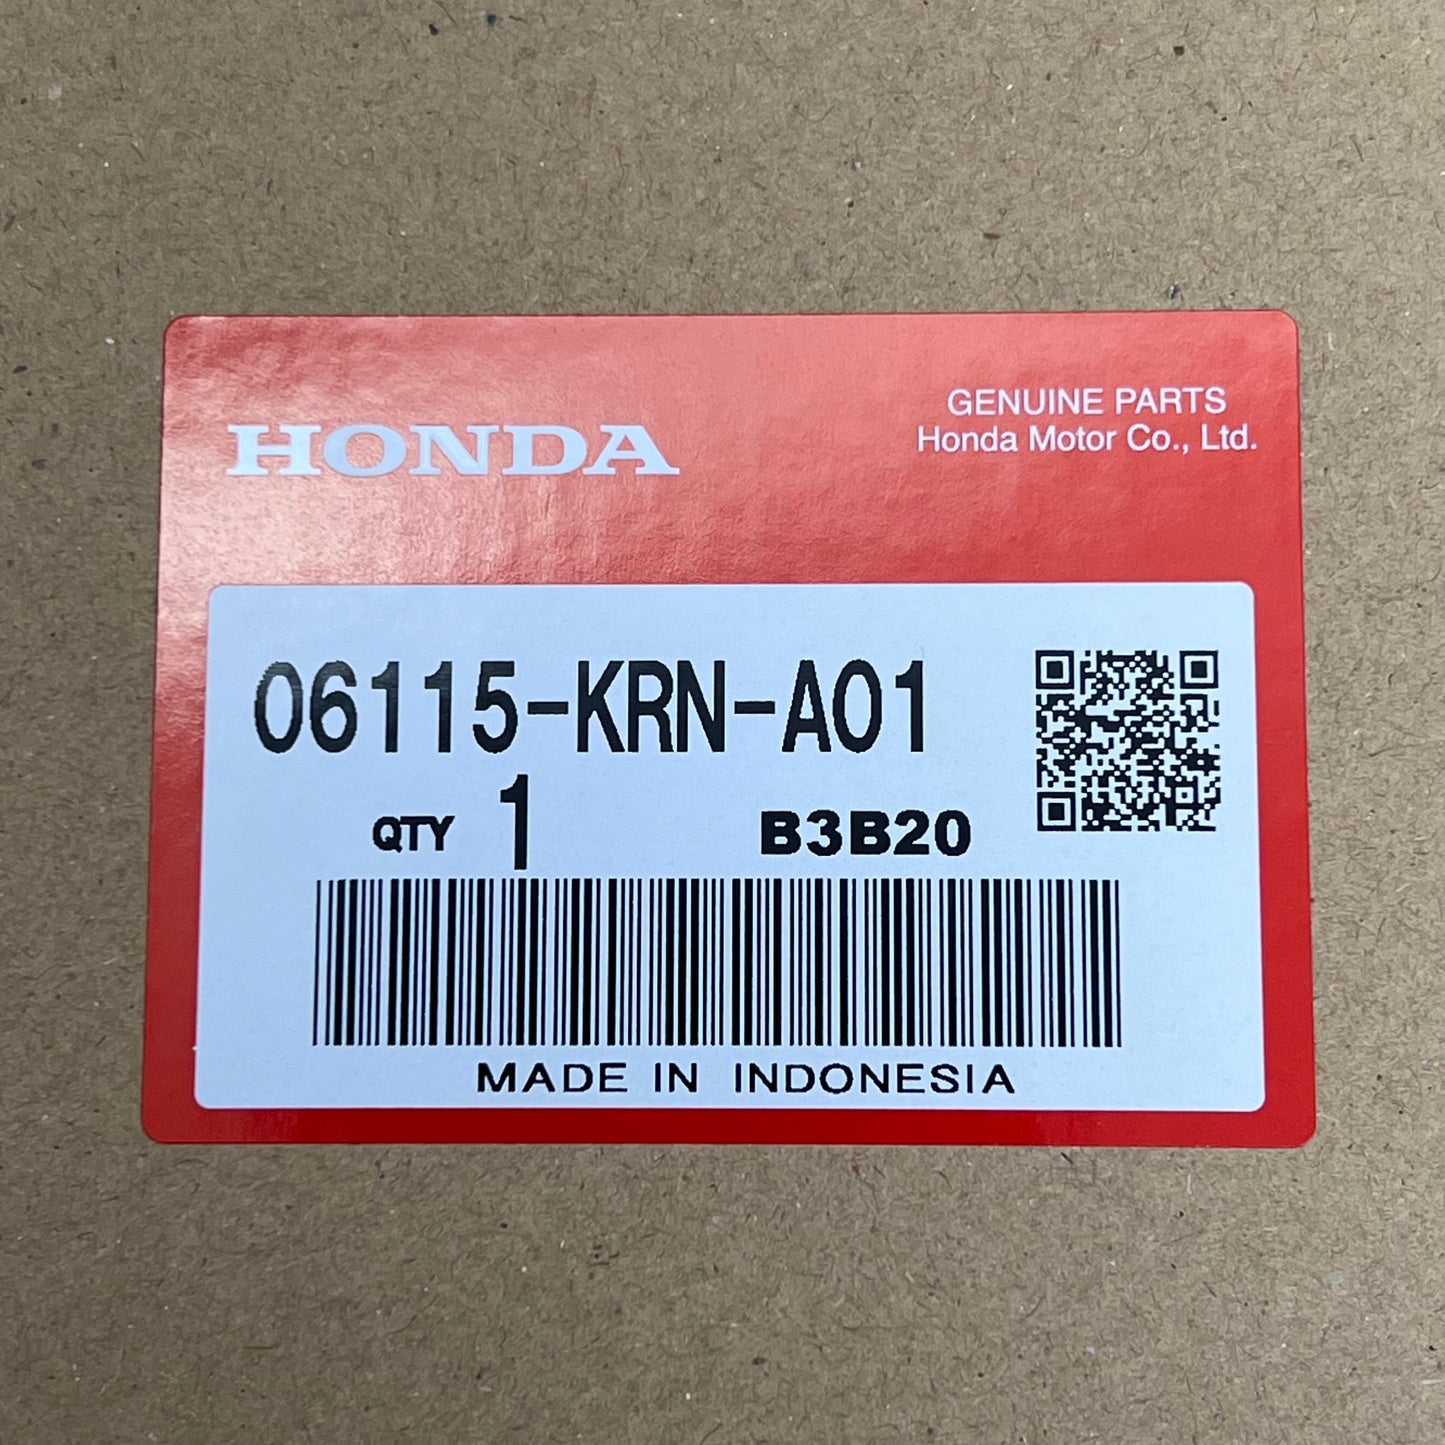 HONDA
GENUINE PARTS
Honda Motor Co., Ltd.
06115-KRN-A01
QTY 1 B3B20
MADE IN INDONESIA